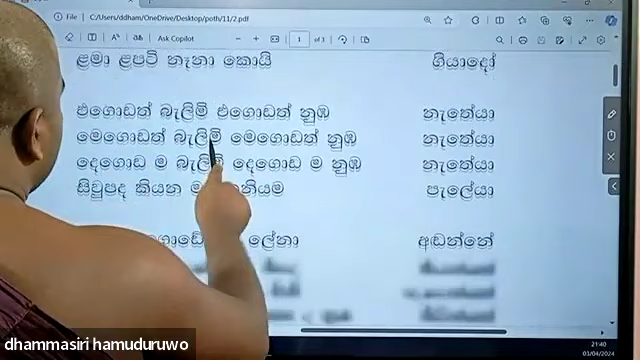 File
C:/Users/ddham/OneDrive/Desktop/poth/11/2.pdf
Ask Copilot
1
of 3
ළමා ළපටි නෑනා කොයි ගියාදෝ
එගොඩත් බැලිමි එගොඩත් නුඹ නැතේයා
මෙගොඩත් බැලිමි මෙගොඩත් නුඹ නැතේයා
දෙගොඩ ම බැලිමි දෙගොඩ ම නුඹ නැතේයා
සිවුපද කියන පැලේයා
ලේනා අඬන්නේ
dhammasiri hamuduruwo
21:40
03/04/2024